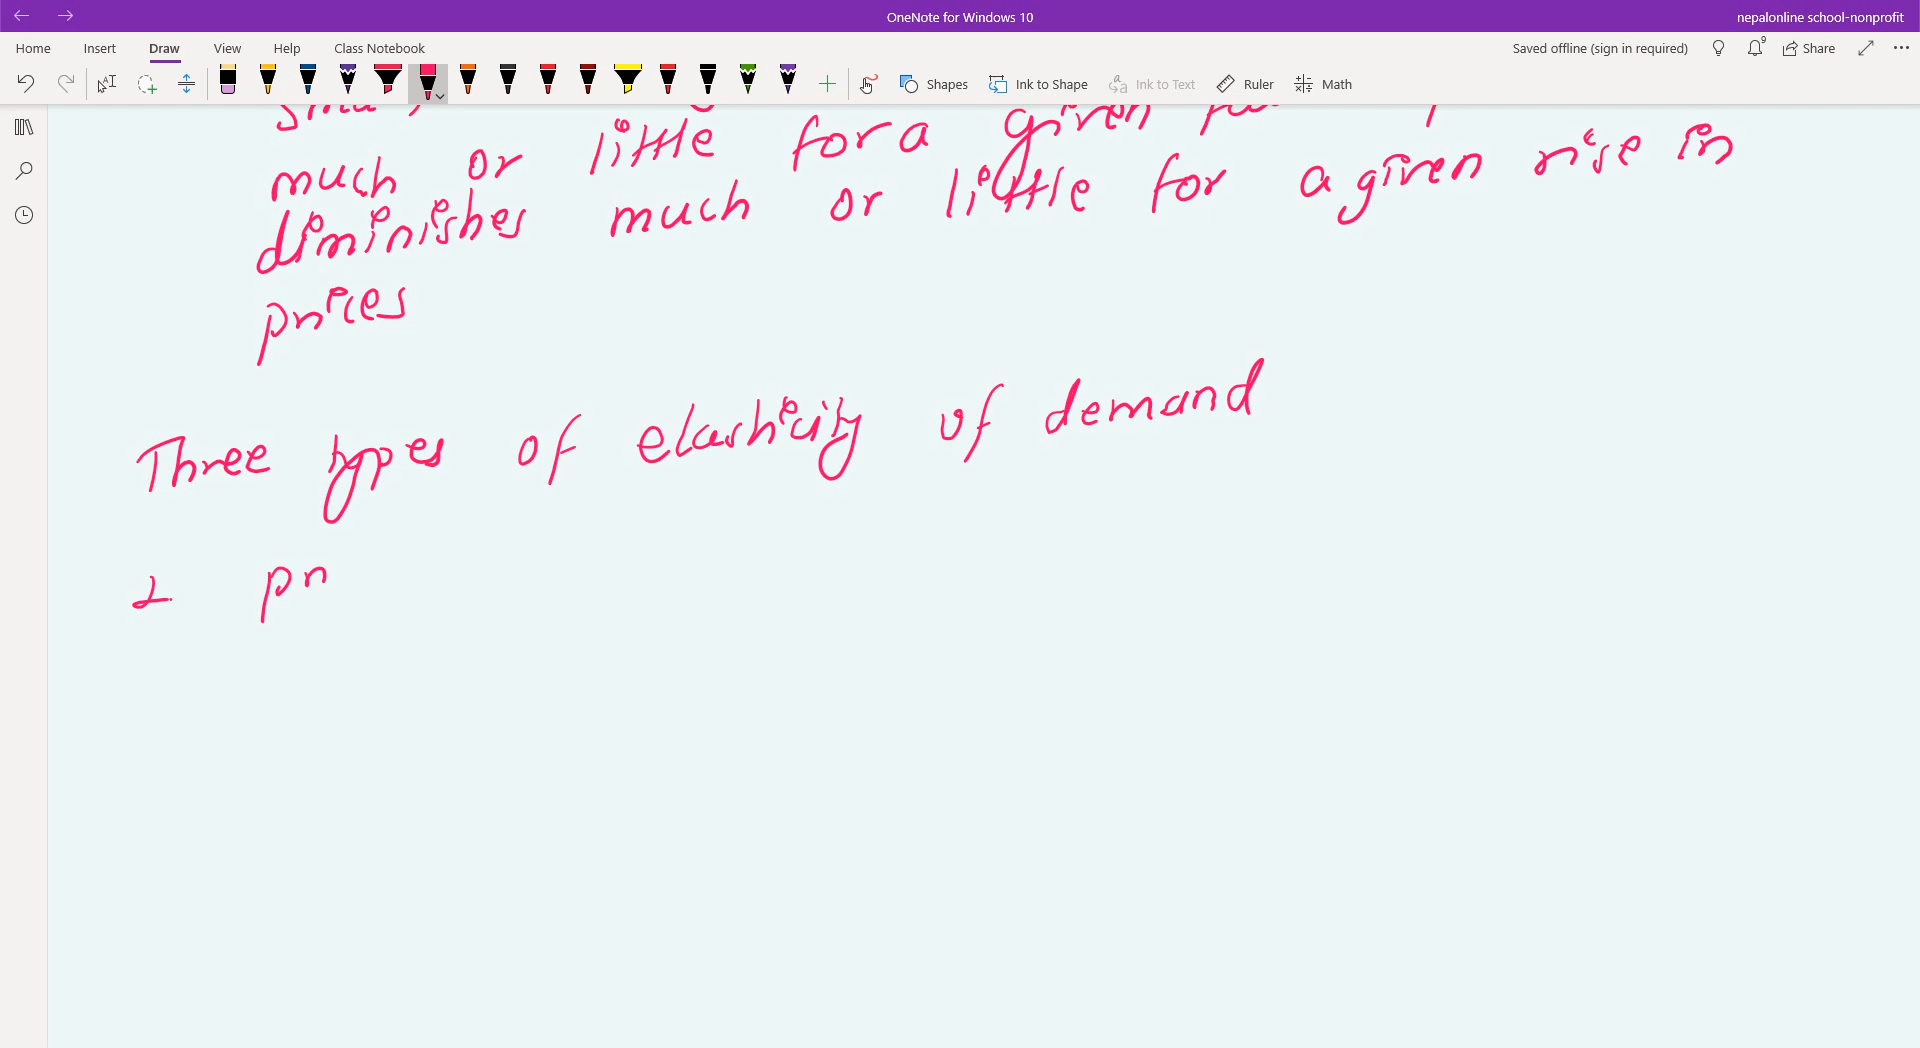 OneNote for Windows 10
nepalonline school-nonprofit
Home Insert Draw View Help Class Notebook
Saved offline (sign in required) 9 Share
Shapes Ink to Shape Ink to Text Ruler Math
much or little for a given
diminishes much or little for a given rise in
prices
Three types of elasticity of demand
1. pr